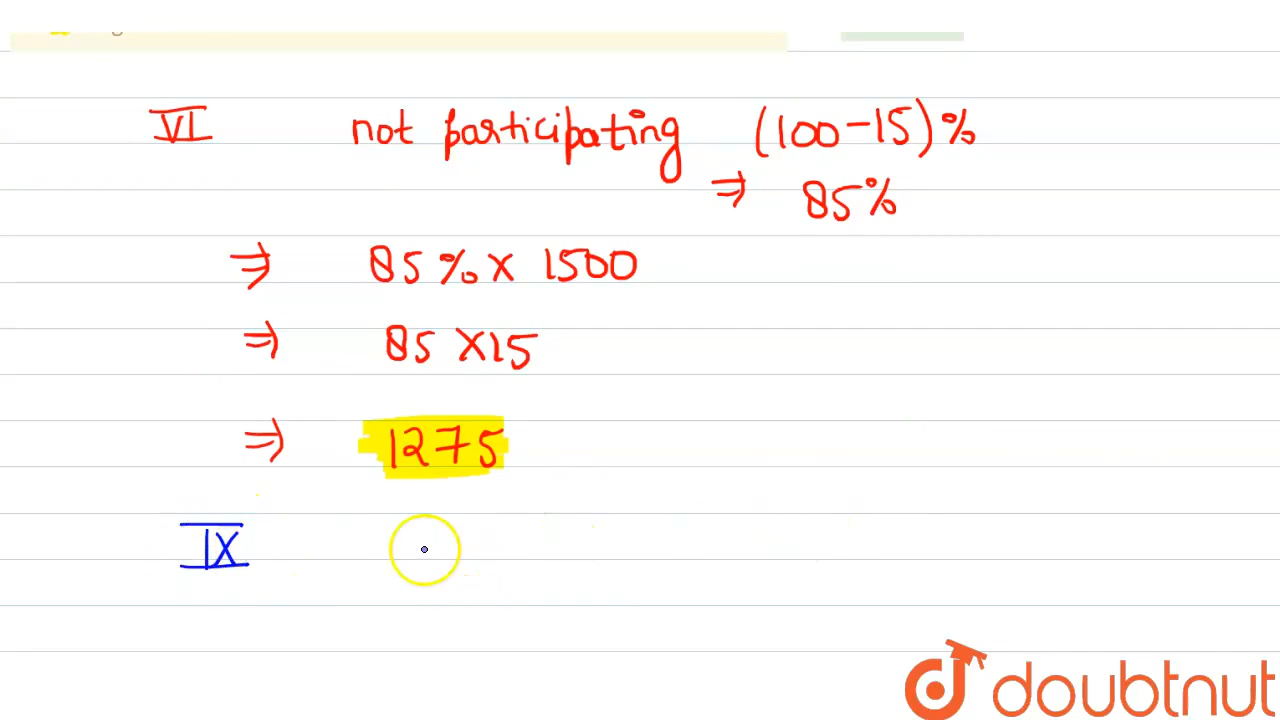 VI not participating (100-15)%
⇒ 85%
⇒ 85% × 1500
⇒ 85 × 15
⇒ 1275
IX
doubtnut